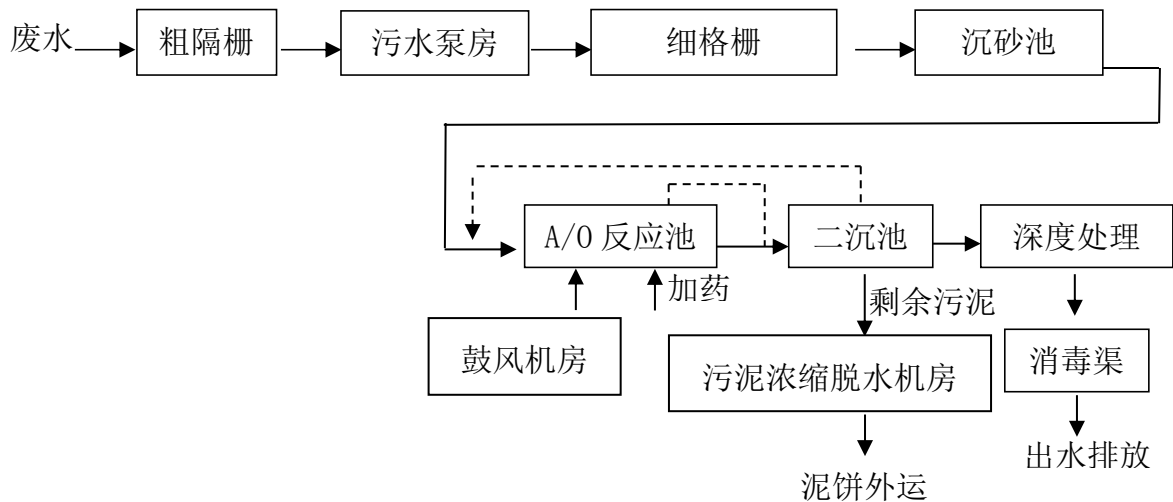 废水
粗隔栅
污水泵房
细格栅
沉砂池
A/O 反应池
二沉池
深度处理
加药
剩余污泥
鼓风机房
污泥浓缩脱水机房
消毒渠
出水排放
泥饼外运